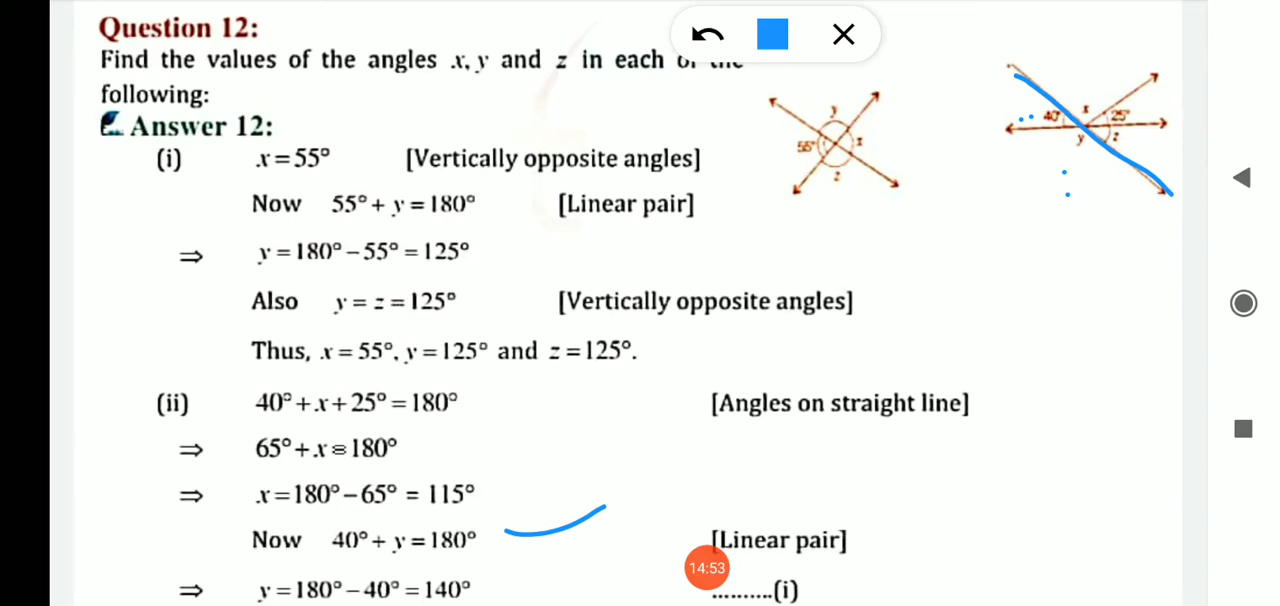 Question 12:
Find the values of the angles x, y and z in each of the
following:
Answer 12:
(i) x = 55° [Vertically opposite angles]
Now 55° + y = 180° [Linear pair]
⇒ y = 180° – 55° = 125°
Also y = z = 125° [Vertically opposite angles]
Thus, x = 55°, y = 125° and z = 125°.
(ii) 40° + x + 25° = 180° [Angles on straight line]
⇒ 65° + x = 180°
⇒ x = 180° – 65° = 115°
Now 40° + y = 180° [Linear pair]
⇒ y = 180° – 40° = 140° ..........(i)
y
55°
x
z
40°
x
25°
y
z
14:53